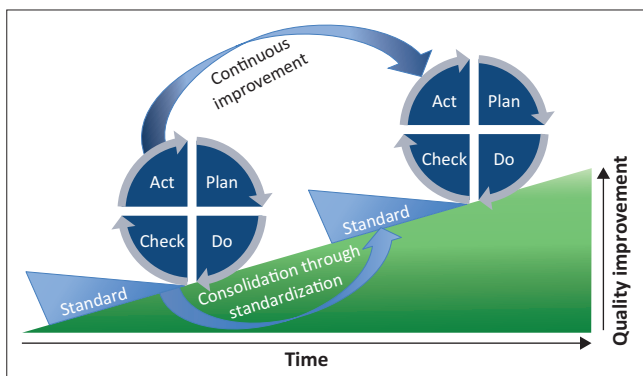 Continuous
improvement
Act
Plan
Check
Do
Act
Plan
Check
Do
Standard
Standard
Consolidation through
standardization
Time
Quality improvement